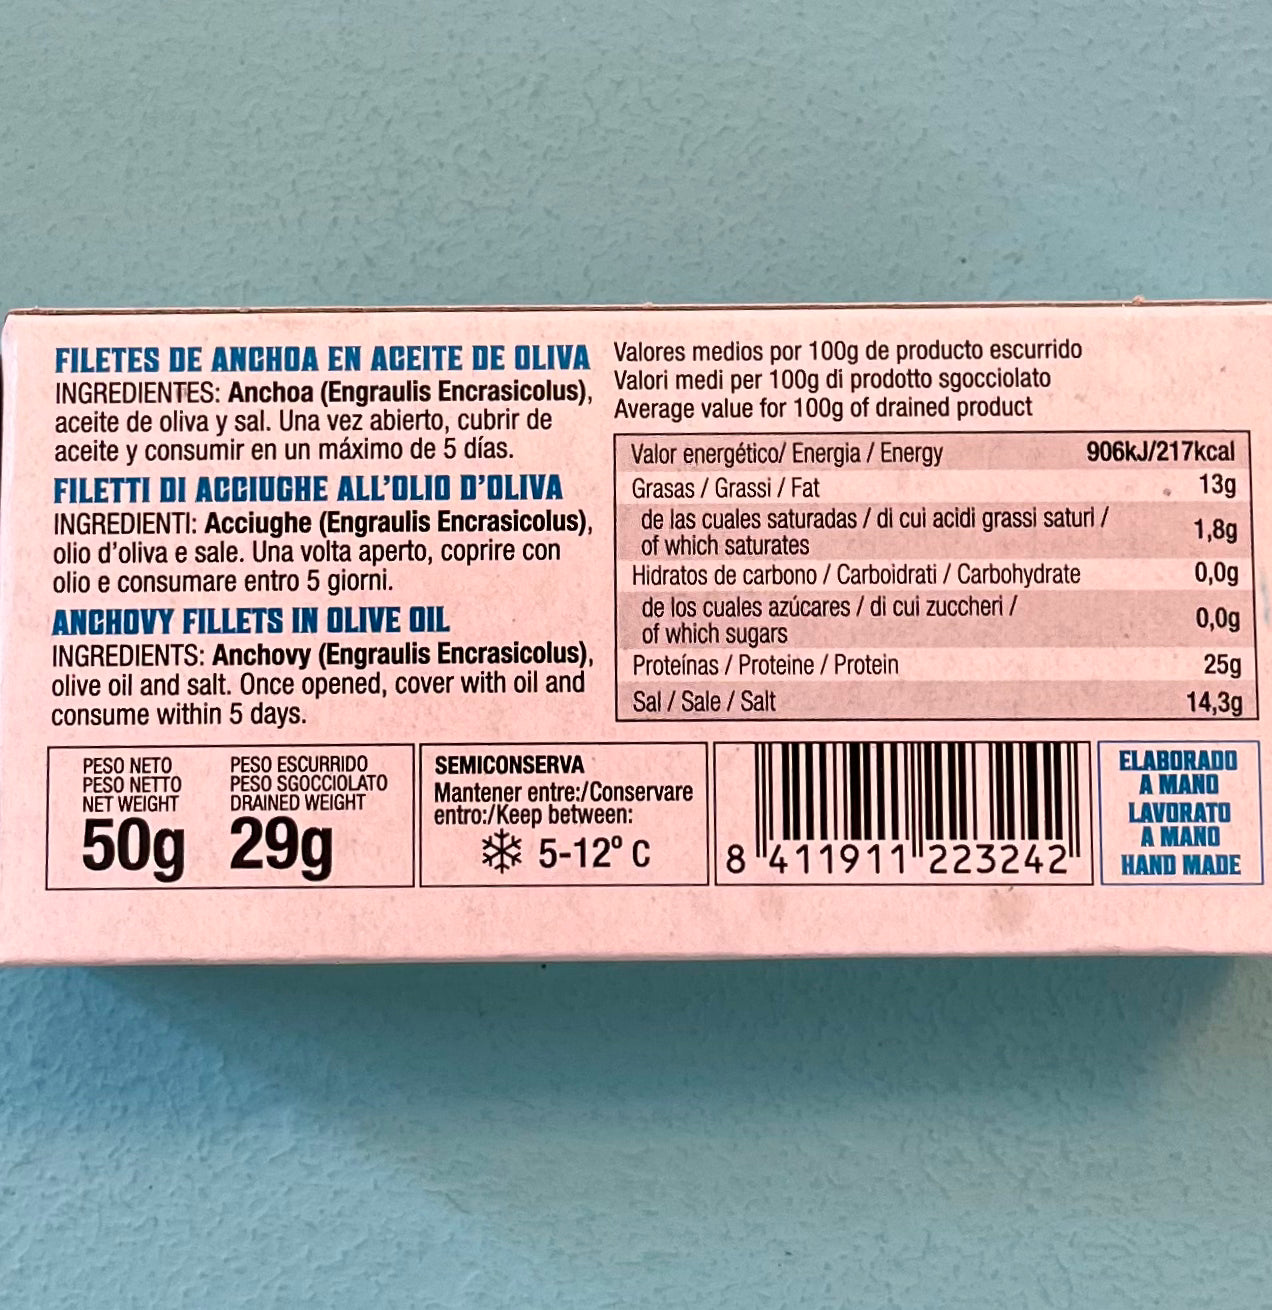 FILETES DE ANCHOA EN ACEITE DE OLIVA
INGREDIENTES: Anchoa (Engraulis Encrasicolus),
aceite de oliva y sal. Una vez abierto, cubrir de
aceite y consumir en un máximo de 5 días.
FILETTI DI ACCIUGHE ALL'OLIO D'OLIVA
INGREDIENTI: Acciughe (Engraulis Encrasicolus),
olio d'oliva e sale. Una volta aperto, coprire con
olio e consumare entro 5 giorni.
ANCHOVY FILLETS IN OLIVE OIL
INGREDIENTS: Anchovy (Engraulis Encrasicolus),
olive oil and salt. Once opened, cover with oil and
consume within 5 days.
Valores medios por 100g de producto escurrido
Valori medi per 100g di prodotto sgocciolato
Average value for 100g of drained product
Valor energético/ Energia / Energy 906kJ/217kcal
Grasas / Grassi / Fat 13g
de las cuales saturadas / di cui acidi grassi saturi /
of which saturates 1,8g
Hidratos de carbono / Carboidrati / Carbohydrate 0,0g
de los cuales azúcares / di cui zuccheri /
of which sugars 0,0g
Proteínas / Proteine / Protein 25g
Sal / Sale / Salt 14,3g
PESO NETO
PESO NETTO
NET WEIGHT
50g
PESO ESCURRIDO
PESO SGOCCIOLATO
DRAINED WEIGHT
29g
SEMICONSERVA
Mantener entre:/Conservare
entro:/Keep between:
5-12º C
8 411911 223242
ELABORADO
A MANO
LAVORATO
A MANO
HAND MADE